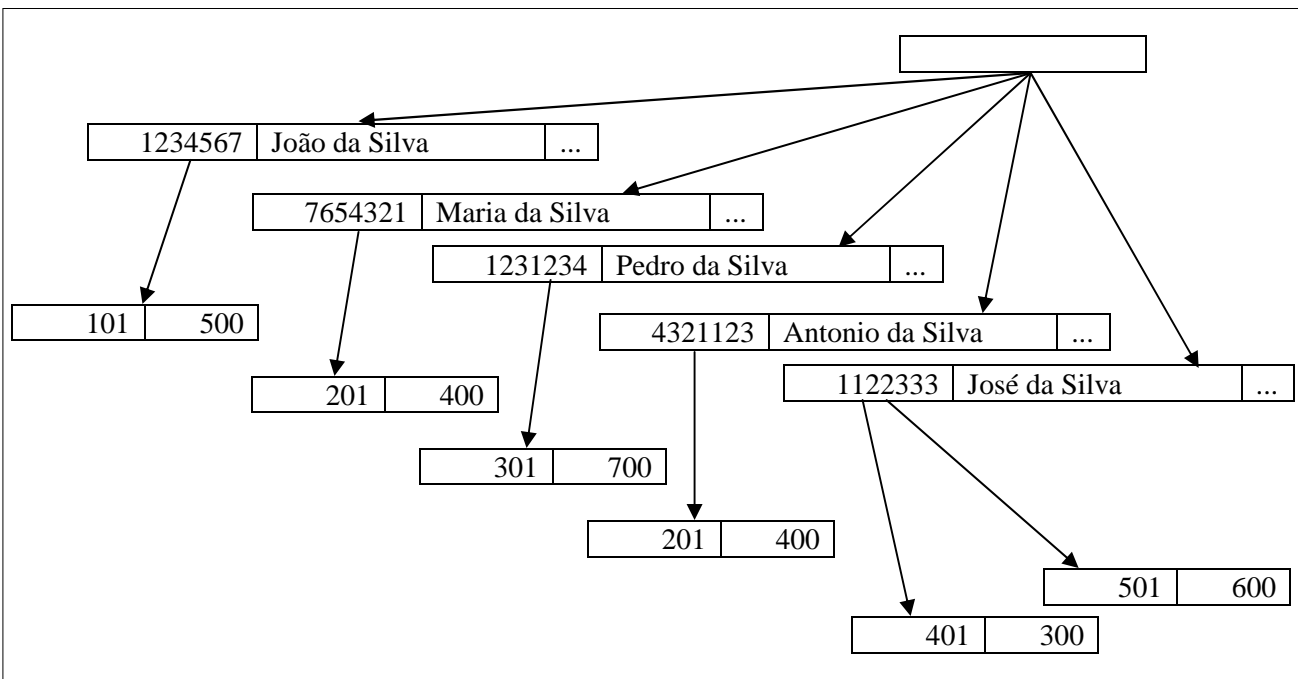 1234567 João da Silva ...
7654321 Maria da Silva ...
1231234 Pedro da Silva ...
101 500
4321123 Antonio da Silva ...
201 400
1122333 José da Silva ...
301 700
201 400
501 600
401 300